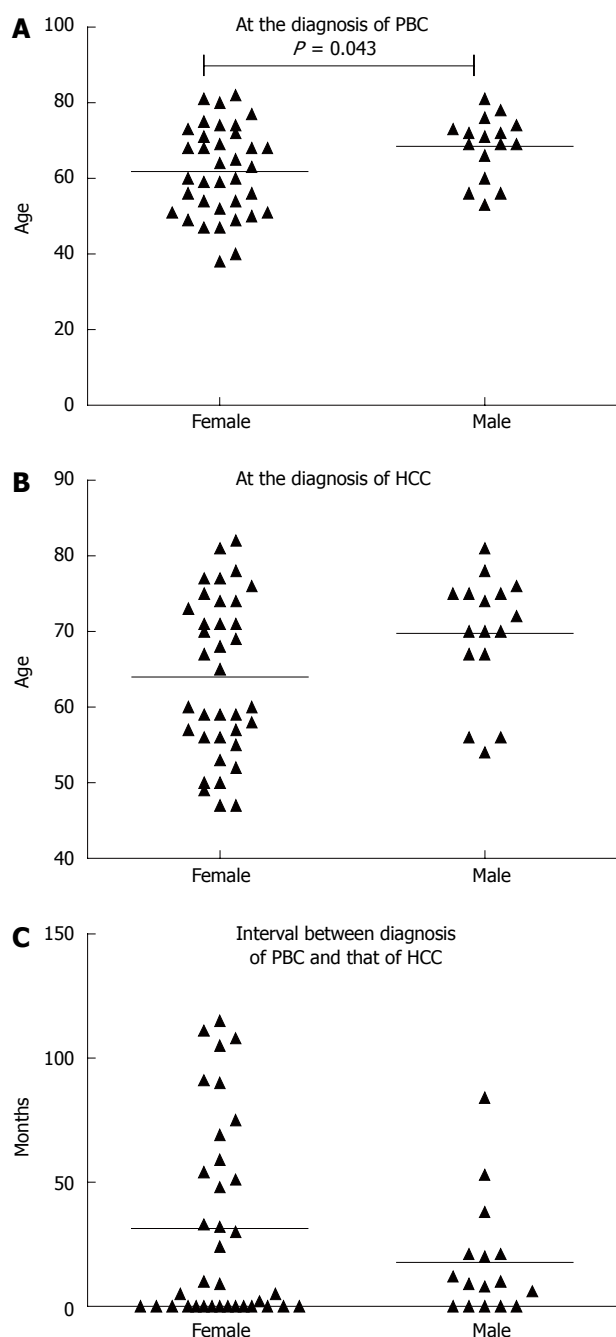 A
At the diagnosis of PBC
P = 0.043
100
80
60
40
20
0
Age
Female
Male
B
At the diagnosis of HCC
90
80
70
60
50
40
Age
Female
Male
C
Interval between diagnosis
of PBC and that of HCC
150
100
50
0
Months
Female
Male